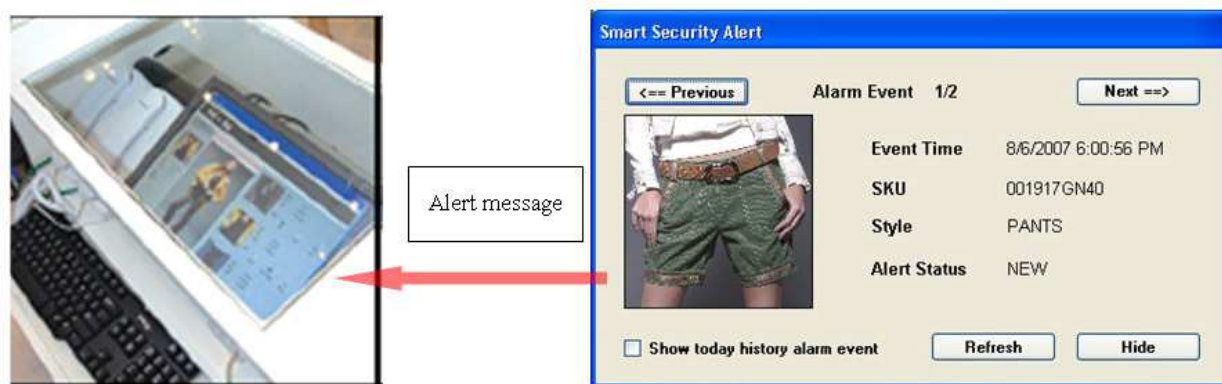 Smart Security Alert
<== Previous
Alarm Event 1/2
Next ==>
Event Time 8/6/2007 6:00:56 PM
SKU 001917GN40
Style PANTS
Alert Status NEW
Show today history alarm event
Refresh
Hide
Alert message